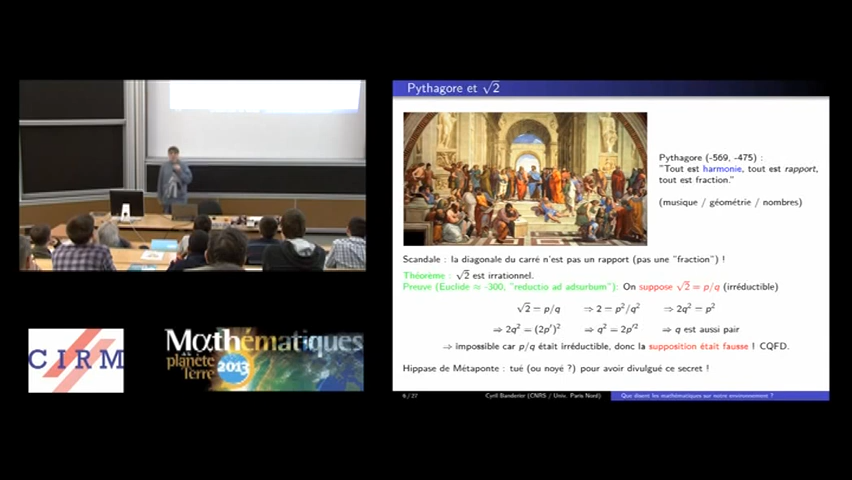 Pythagore et √2
Pythagore (-569, -475) :
"Tout est harmonie, tout est rapport,
tout est fraction."
(musique / géométrie / nombres)
Scandale : la diagonale du carré n'est pas un rapport (pas une "fraction") !
Théorème : √2 est irrationnel.
Preuve (Euclide ≈ -300, "reductio ad adsurbum"): On suppose √2 = p/q (irréductible)
√2 = p/q ⇒ 2 = p²/q² ⇒ 2q² = p²
⇒ 2q² = (2p′)² ⇒ q² = 2p′² ⇒ q est aussi pair
⇒ impossible car p/q était irréductible, donc la supposition était fausse ! CQFD.
Hippase de Métaponte : tué (ou noyé ?) pour avoir divulgué ce secret !
6 / 27 Cyril Banderier (CNRS / Univ. Paris Nord) Que disent les mathématiques sur notre environnement ?
CIRM
Mαthématiques
de la planète
Terre 2013